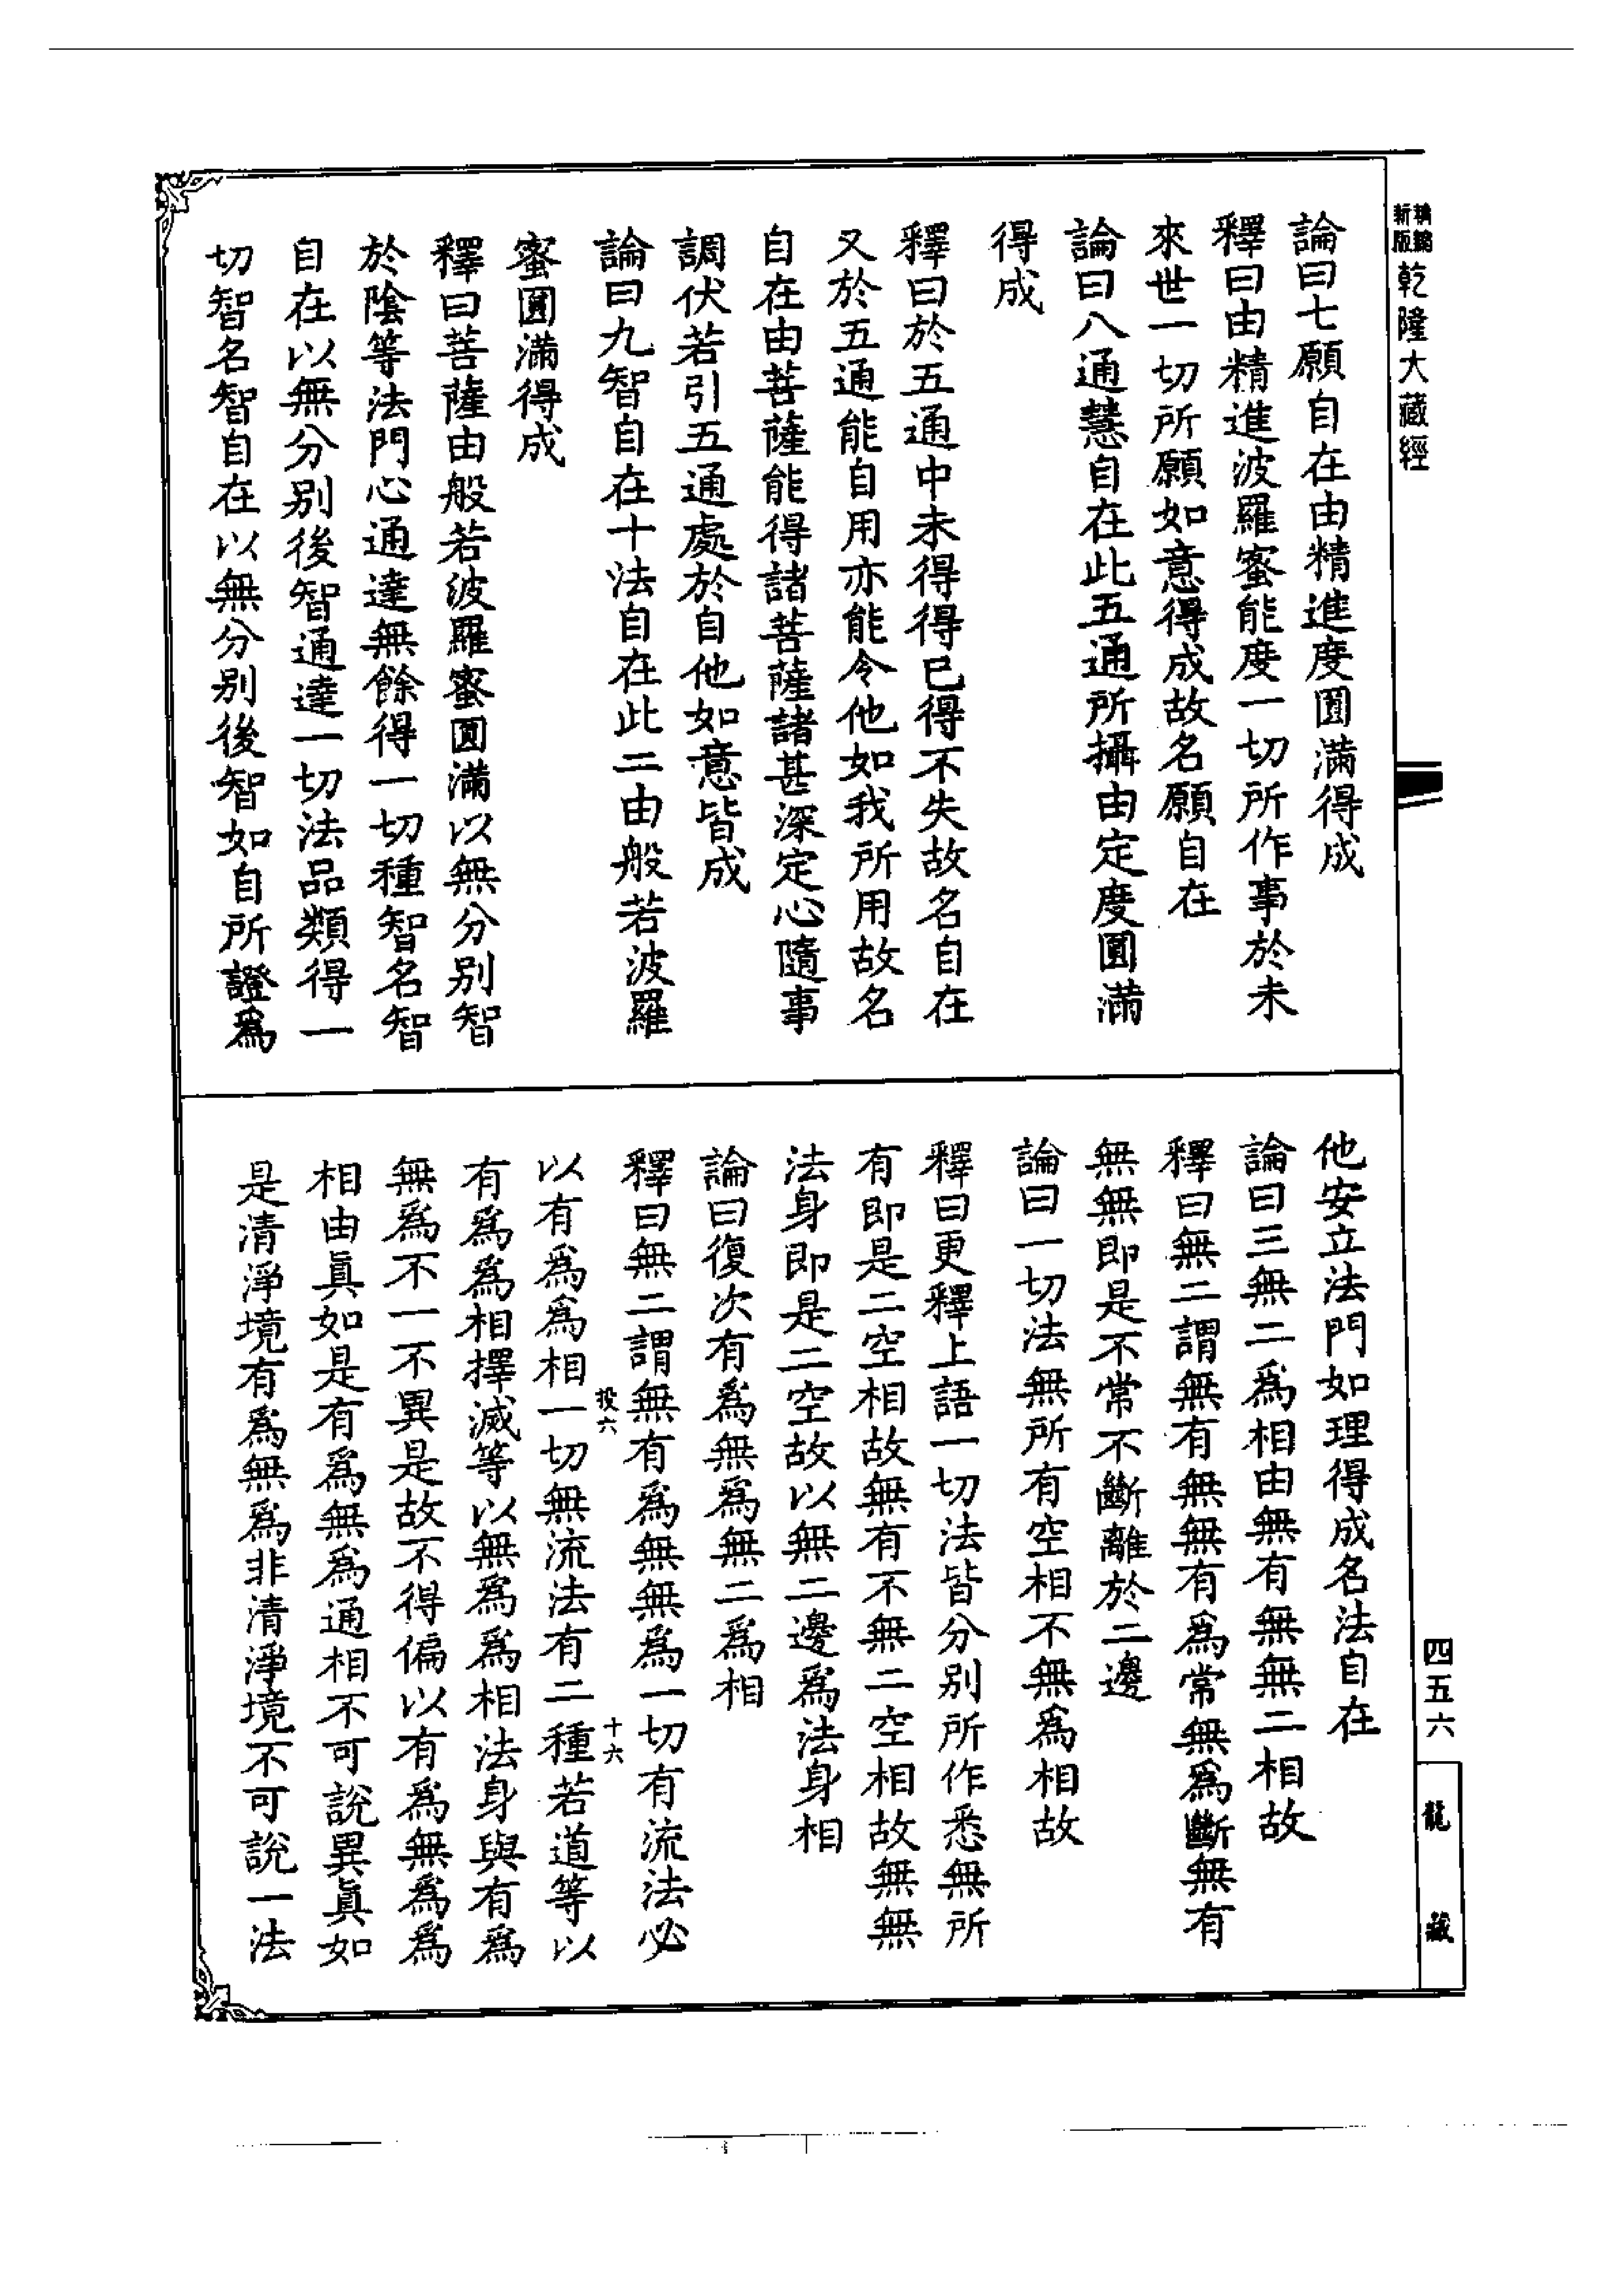 新版
精編
乾隆大藏經
論曰七願自在由精進度圓滿得成
釋曰由精進波羅蜜能度一切所作事於未
來世一切所願如意得成故名願自在
論曰八通慧自在此五通所攝由定度圓滿
得成
釋曰於五通中未得得已得不失故名自在
又於五通能自用亦能令他如我所用故名
自在由菩薩能得諸菩薩諸甚深定心隨事
調伏若引五通處於自他如意皆成
論曰九智自在十法自在此二由般若波羅
蜜圓滿得成
釋曰菩薩由般若波羅蜜圓滿以無分別智
於陰等法門心通達無餘得一切種智名智
自在以無分別後智通達一切法品類得一
切智名智自在以無分別後智如自所證爲
他安立法門如理得成名法自在
論曰三無二爲相由無有無無二相故
釋曰無二謂無有無無有爲常無爲斷無有
無無即是不常不斷離於二邊
論曰一切法無所有空相不無爲相故
釋曰更釋上語一切法皆分別所作悉無所
有即是二空相故無有不無二空相故無無
法身即是二空故以無二邊爲法身相
論曰復次有爲無爲無二爲相
釋曰無二謂無有爲無無爲一切有流法必
以有爲爲相一切無流法有二種若道等以
有爲爲相擇滅等以無爲爲相法身與有爲
無爲不一不異是故不得偏以有爲無爲爲
相由眞如是有爲無爲通相不可說異眞如
是清淨境有爲無爲非清淨境不可說一法
投六
十六
四五六
龍藏